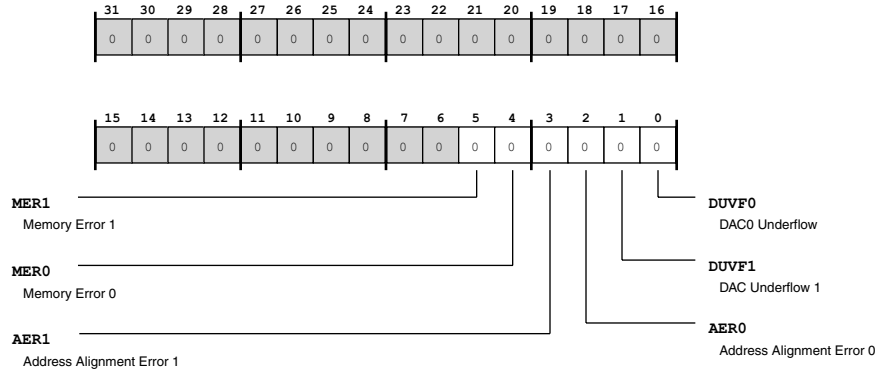 31 30 29 28 27 26 25 24 23 22 21 20 19 18 17 16
0 0 0 0 0 0 0 0 0 0 0 0 0 0 0 0
15 14 13 12 11 10 9 8 7 6 5 4 3 2 1 0
0 0 0 0 0 0 0 0 0 0 0 0 0 0 0 0
MER1
Memory Error 1
MER0
Memory Error 0
AER1
Address Alignment Error 1
DUVF0
DAC0 Underflow
DUVF1
DAC Underflow 1
AER0
Address Alignment Error 0